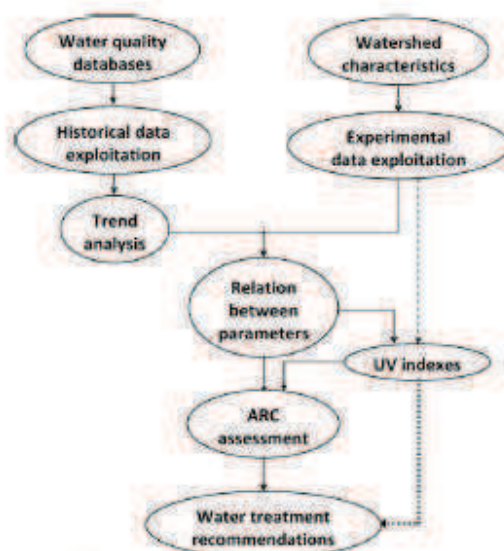 Water quality
databases
Watershed
characteristics
Historical data
exploitation
Experimental
data exploitation
Trend
analysis
Relation
between
parameters
UV indexes
ARC
assessment
Water treatment
recommendations